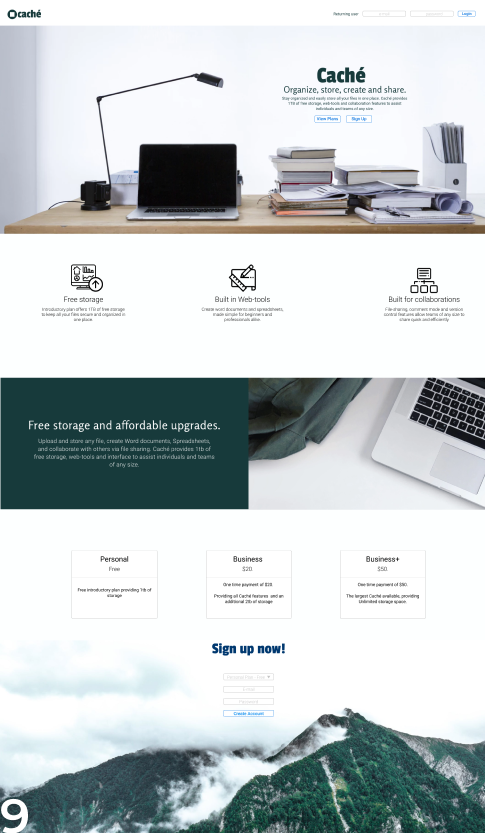 caché
Returning user
Login
Caché
Organize, store, create and share.
Stay organized and easily store all your files in one place. Caché provides
1Tb of free storage, web-tools and collaboration features to assist
individuals and teams of any size.
View Plans
Sign Up
Free storage
Introductory plan offers 1Tb of free storage
to keep all your files secure and organized in
one place.
Built in Web-tools
Create word documents and spreadsheets,
made simple for beginners and
professionals alike.
Built for collaborations
File-sharing, comment mode and version
control features allow teams of any size to
share quick and efficiently.
Free storage and affordable upgrades.
Upload and store any file, create Word documents, Spreadsheets,
and collaborate with others via file sharing. Caché provides 1tb of
free storage, web-tools and interface to assist individuals and teams
of any size.
Personal
Free
Free introductory plan providing 1tb of
storage
Business
$20
One time payment of $20.
Providing all Caché features and an
additional 2tb of storage
Business+
$50
One time payment of $50.
The largest Caché available, providing
Unlimited storage space.
Sign up now!
Personal Plan - Free
E-mail
Password
Create Account
9